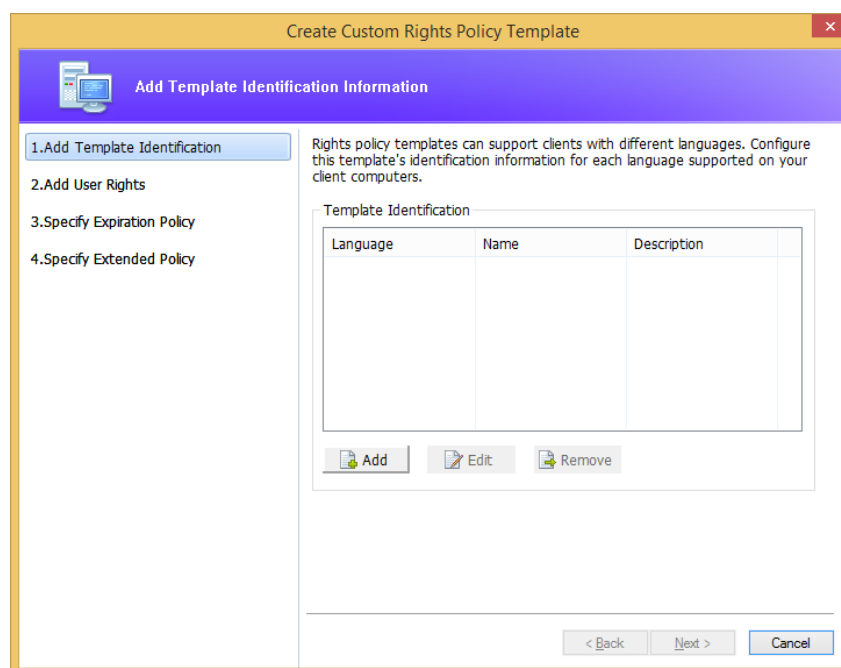 Create Custom Rights Policy Template
Add Template Identification Information
1.Add Template Identification
2.Add User Rights
3.Specify Expiration Policy
4.Specify Extended Policy
Rights policy templates can support clients with different languages. Configure
this template's identification information for each language supported on your
client computers.
Template Identification
Language Name Description
Add Edit Remove
< Back Next > Cancel